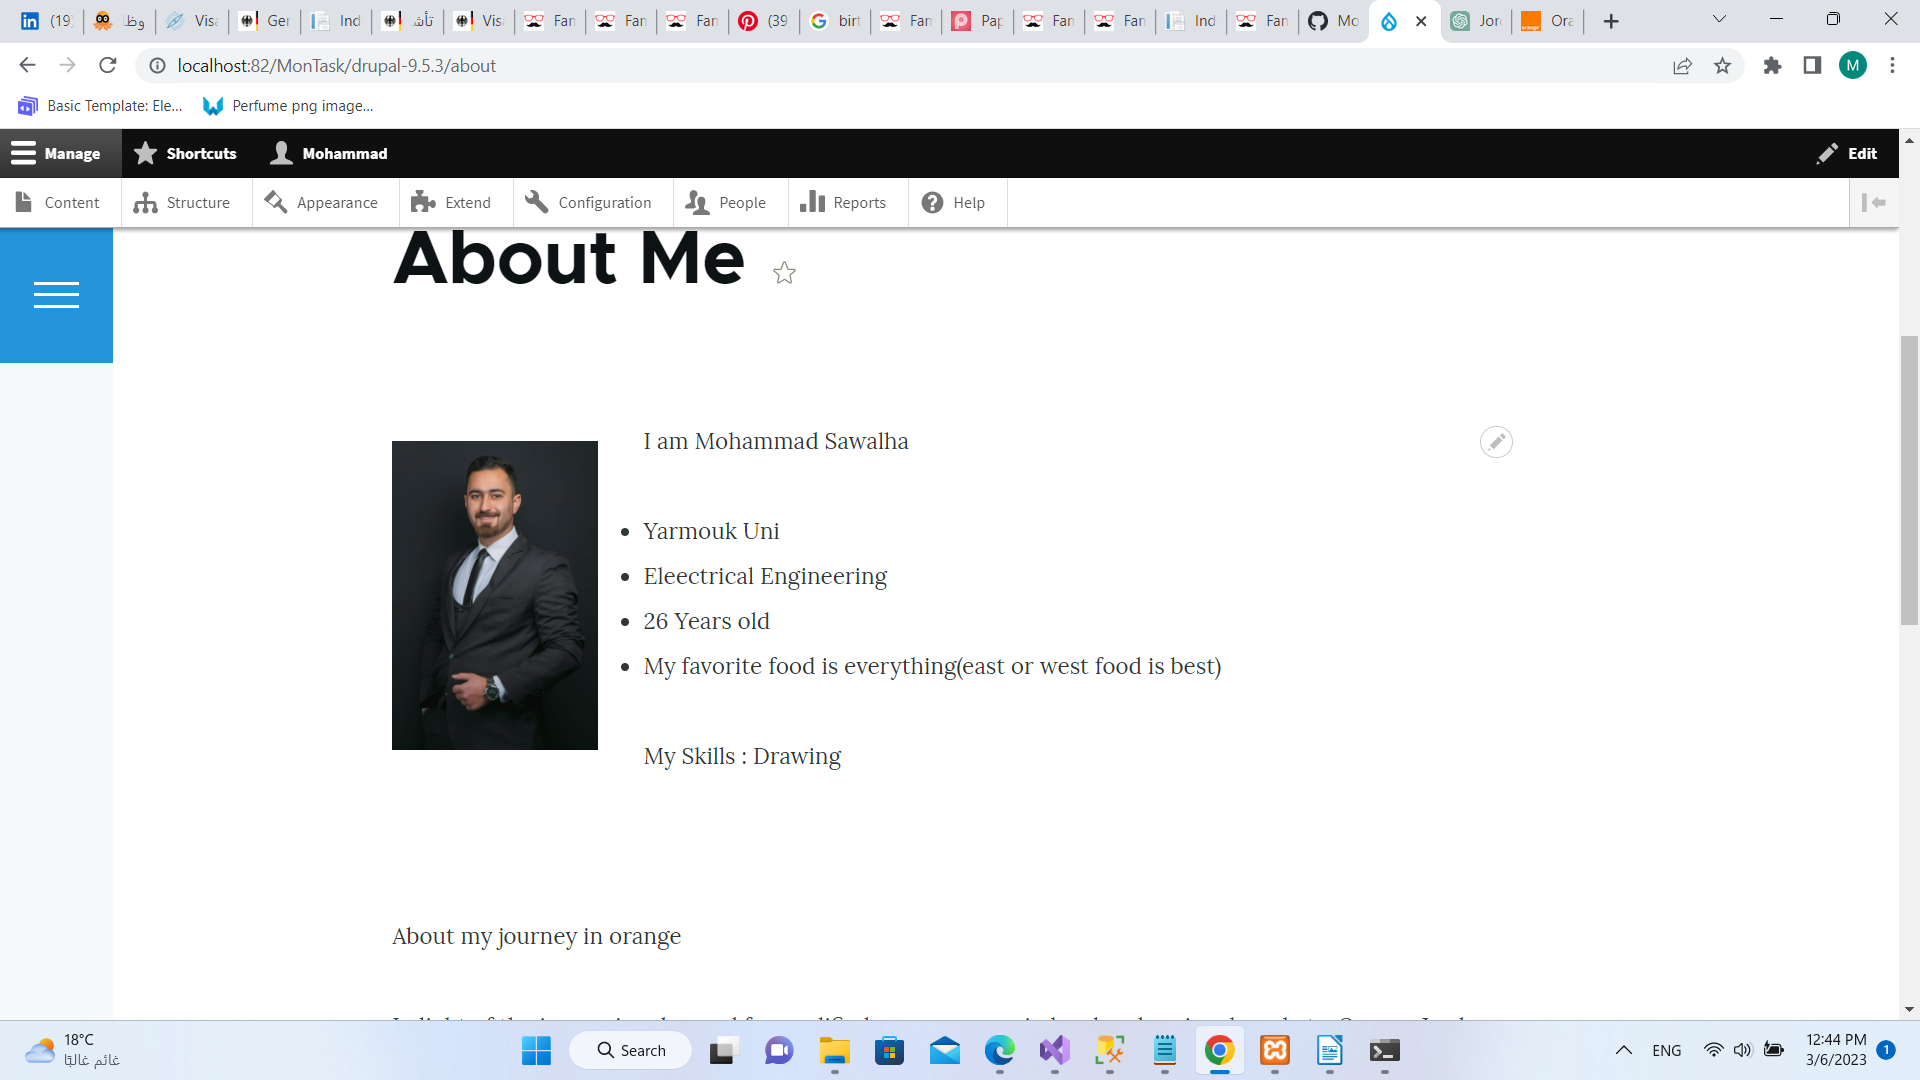 (19
وظ
Visa
Ger
Ind
تأش
Vis
Fan
Fan
Fan
(39
birt
Fan
Pap
Fan
Fan
Ind
Fan
Mo
Jor
Ora
localhost:82/MonTask/drupal-9.5.3/about
M
Basic Template: Ele...
Perfume png image...
Manage
Shortcuts
Mohammad
Edit
Content
Structure
Appearance
Extend
Configuration
People
Reports
Help
About Me
I am Mohammad Sawalha
Yarmouk Uni
Eleectrical Engineering
26 Years old
My favorite food is everything(east or west food is best)
My Skills : Drawing
About my journey in orange
18°C
غائم غالبًا
Search
ENG
12:44 PM
3/6/2023
1